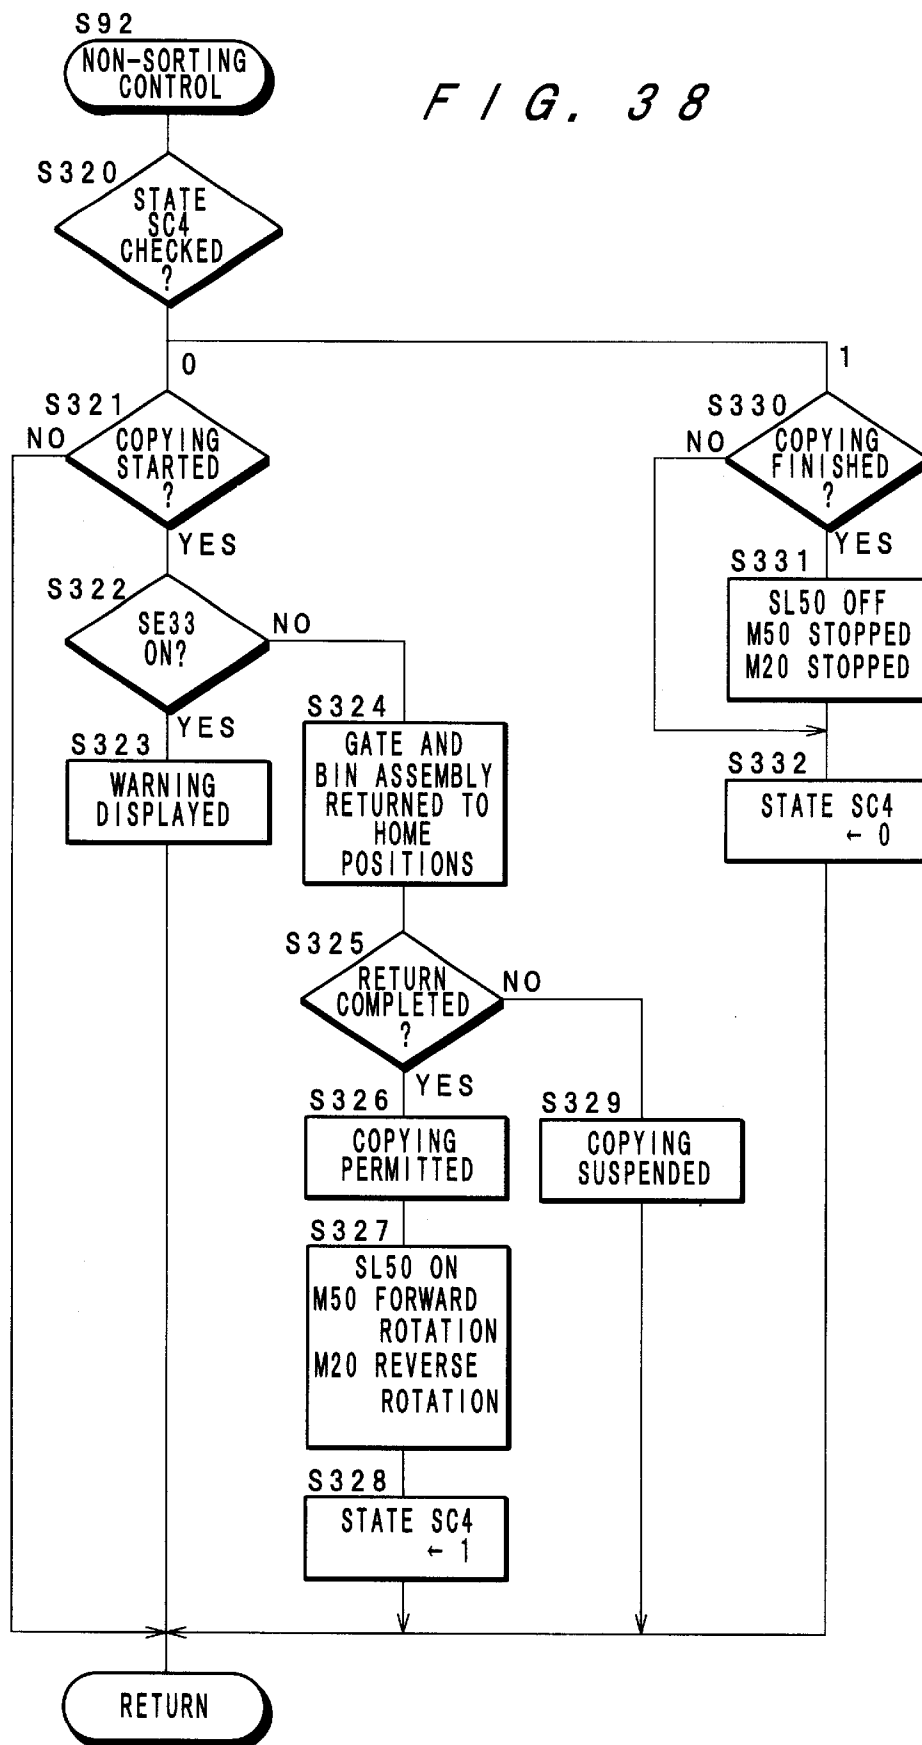 S92
NON-SORTING
CONTROL
FIG. 38
S320
STATE
SC4
CHECKED
?
0
1
S321
NO
COPYING
STARTED
?
YES
S330
NO
COPYING
FINISHED
?
YES
S322
SE33
ON?
NO
YES
S331
SL50 OFF
M50 STOPPED
M20 STOPPED
S323
WARNING
DISPLAYED
S324
GATE AND
BIN ASSEMBLY
RETURNED TO
HOME
POSITIONS
S332
STATE SC4
← 0
S325
RETURN
COMPLETED
?
NO
YES
S326
COPYING
PERMITTED
S329
COPYING
SUSPENDED
S327
SL50 ON
M50 FORWARD
ROTATION
M20 REVERSE
ROTATION
S328
STATE SC4
← 1
RETURN